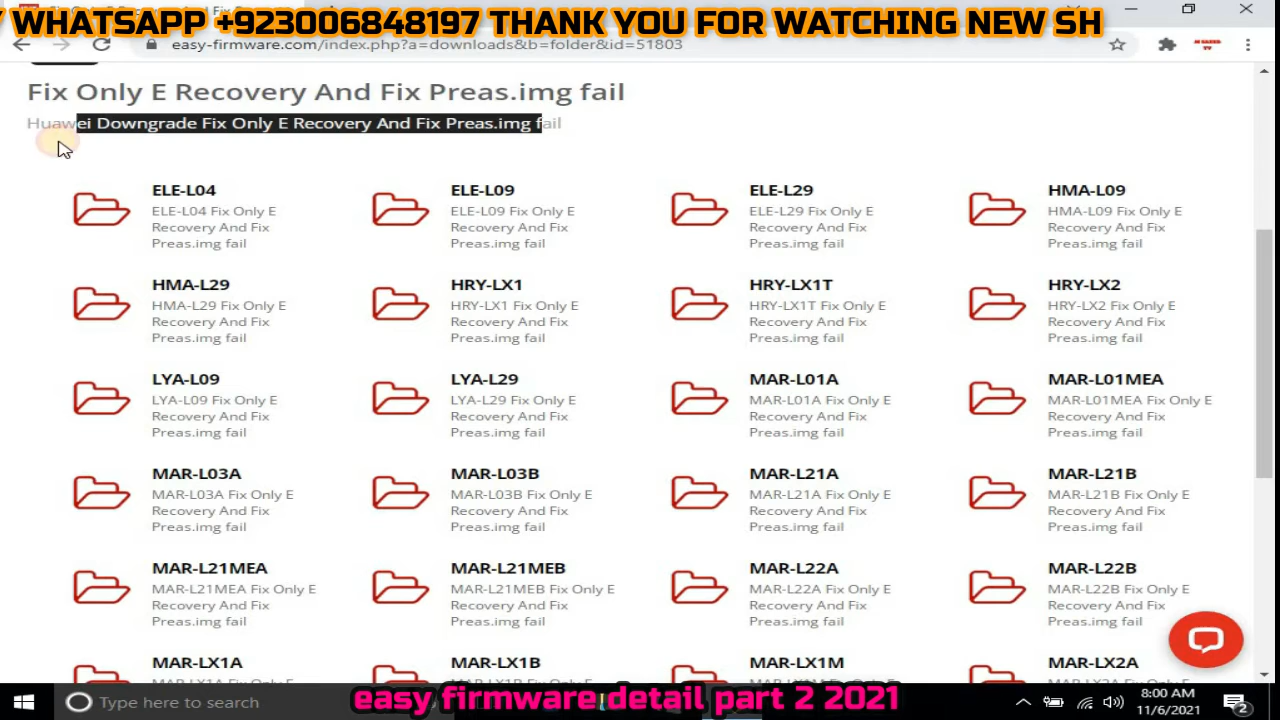 WHATSAPP +923006848197 THANK YOU FOR WATCHING NEW SH
easy-firmware.com/index.php?a=downloads&b=folder&id=51803
Fix Only E Recovery And Fix Preas.img fail
Huawei Downgrade Fix Only E Recovery And Fix Preas.img fail
ELE-L04
ELE-L04 Fix Only E
Recovery And Fix
Preas.img fail
ELE-L09
ELE-L09 Fix Only E
Recovery And Fix
Preas.img fail
ELE-L29
ELE-L29 Fix Only E
Recovery And Fix
Preas.img fail
HMA-L09
HMA-L09 Fix Only E
Recovery And Fix
Preas.img fail
HMA-L29
HMA-L29 Fix Only E
Recovery And Fix
Preas.img fail
HRY-LX1
HRY-LX1 Fix Only E
Recovery And Fix
Preas.img fail
HRY-LX1T
HRY-LX1T Fix Only E
Recovery And Fix
Preas.img fail
HRY-LX2
HRY-LX2 Fix Only E
Recovery And Fix
Preas.img fail
LYA-L09
LYA-L09 Fix Only E
Recovery And Fix
Preas.img fail
LYA-L29
LYA-L29 Fix Only E
Recovery And Fix
Preas.img fail
MAR-L01A
MAR-L01A Fix Only E
Recovery And Fix
Preas.img fail
MAR-L01MEA
MAR-L01MEA Fix Only E
Recovery And Fix
Preas.img fail
MAR-L03A
MAR-L03A Fix Only E
Recovery And Fix
Preas.img fail
MAR-L03B
MAR-L03B Fix Only E
Recovery And Fix
Preas.img fail
MAR-L21A
MAR-L21A Fix Only E
Recovery And Fix
Preas.img fail
MAR-L21B
MAR-L21B Fix Only E
Recovery And Fix
Preas.img fail
MAR-L21MEA
MAR-L21MEA Fix Only E
Recovery And Fix
Preas.img fail
MAR-L21MEB
MAR-L21MEB Fix Only E
Recovery And Fix
Preas.img fail
MAR-L22A
MAR-L22A Fix Only E
Recovery And Fix
Preas.img fail
MAR-L22B
MAR-L22B Fix Only E
Recovery And Fix
Preas.img fail
MAR-LX1A
MAR-LX1B
MAR-LX1M
MAR-LX2A
Type here to search
easy firmware detail part 2 2021
8:00 AM
11/6/2021
2